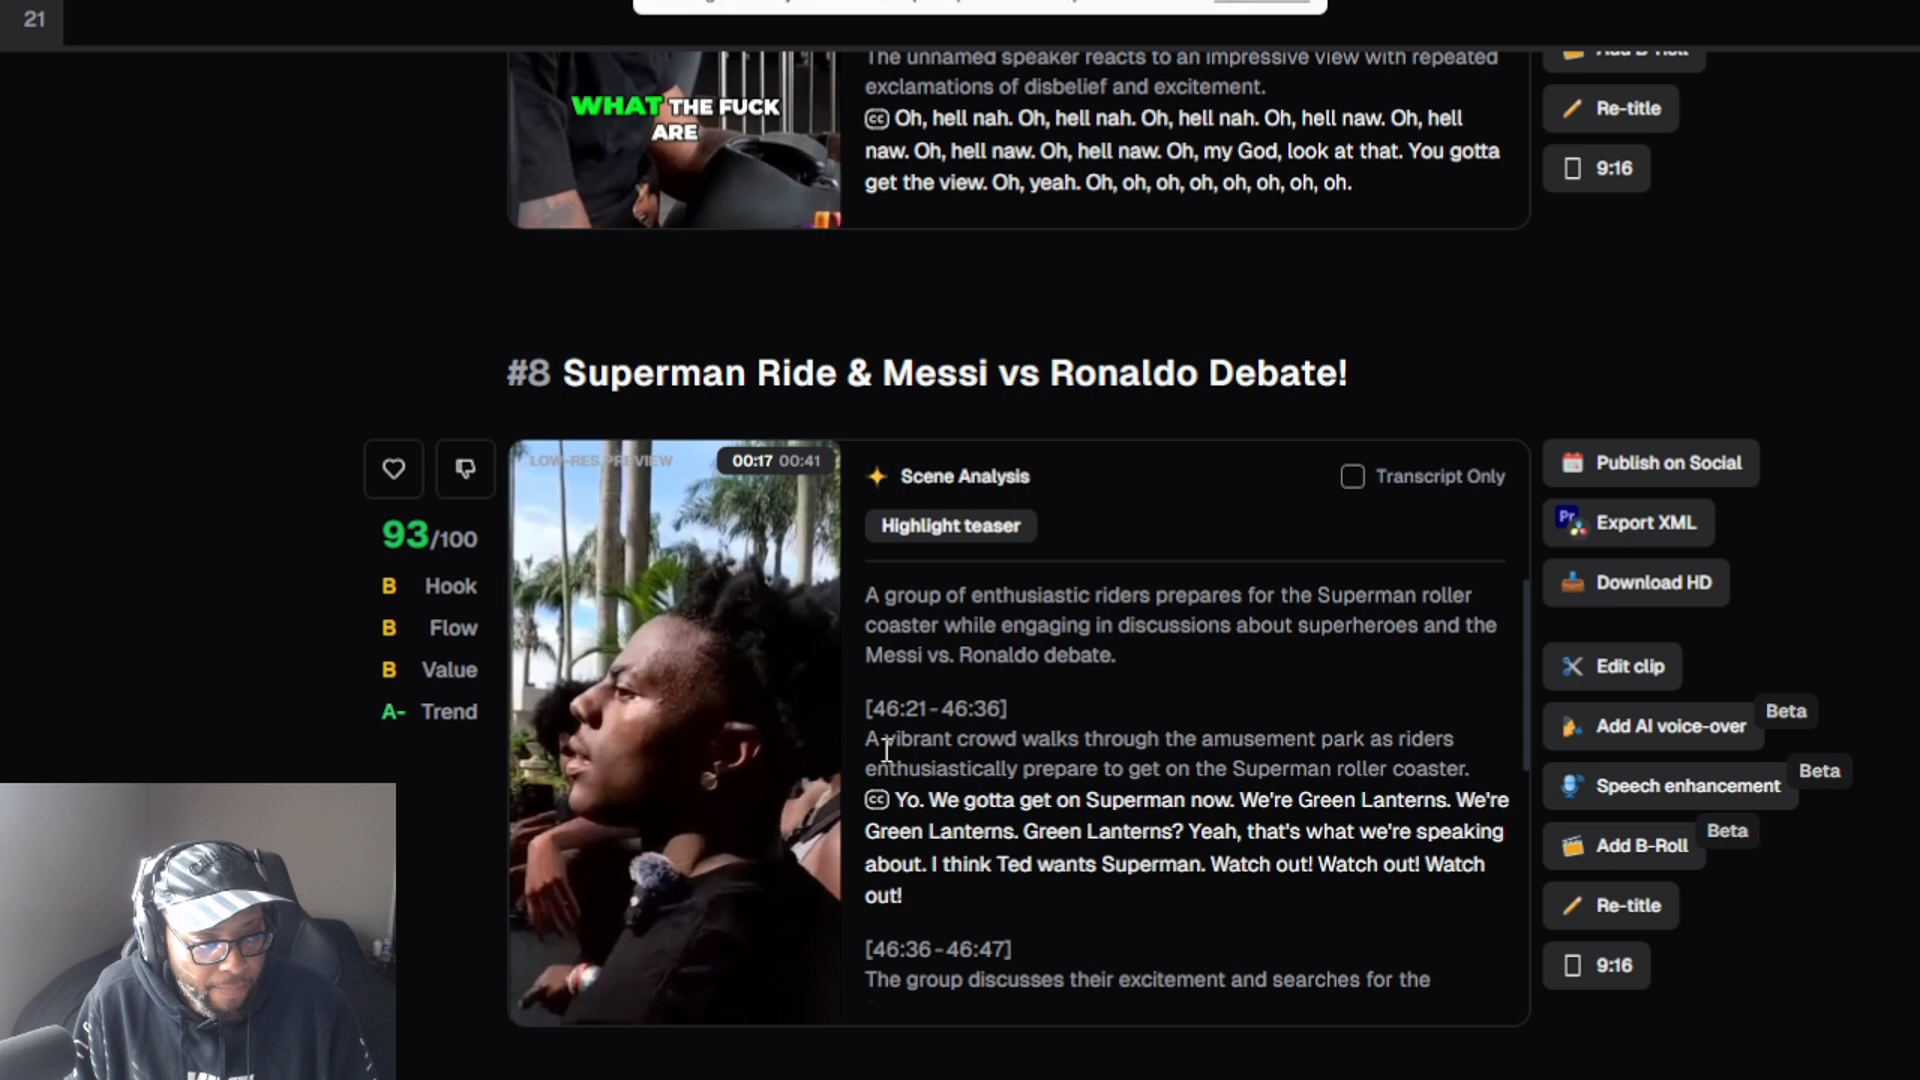 21
The unnamed speaker reacts to an impressive view with repeated
exclamations of disbelief and excitement.
CC Oh, hell nah. Oh, hell nah. Oh, hell nah. Oh, hell naw. Oh, hell
naw. Oh, hell naw. Oh, hell naw. Oh, my God, look at that. You gotta
get the view. Oh, yeah. Oh, oh, oh, oh, oh, oh, oh, oh.
WHAT THE FUCK
ARE
Add B-Roll
Re-title
9:16
#8 Superman Ride & Messi vs Ronaldo Debate!
93/100
B Hook
B Flow
B Value
A- Trend
LOW-RES PREVIEW
00:17 00:41
Scene Analysis
Transcript Only
Highlight teaser
A group of enthusiastic riders prepares for the Superman roller
coaster while engaging in discussions about superheroes and the
Messi vs. Ronaldo debate.
[46:21 - 46:36]
A vibrant crowd walks through the amusement park as riders
enthusiastically prepare to get on the Superman roller coaster.
CC Yo. We gotta get on Superman now. We're Green Lanterns. We're
Green Lanterns. Green Lanterns? Yeah, that's what we're speaking
about. I think Ted wants Superman. Watch out! Watch out! Watch
out!
[46:36 - 46:47]
The group discusses their excitement and searches for the
Publish on Social
Pr Export XML
Download HD
Edit clip
Add AI voice-over Beta
Speech enhancement Beta
Add B-Roll Beta
Re-title
9:16